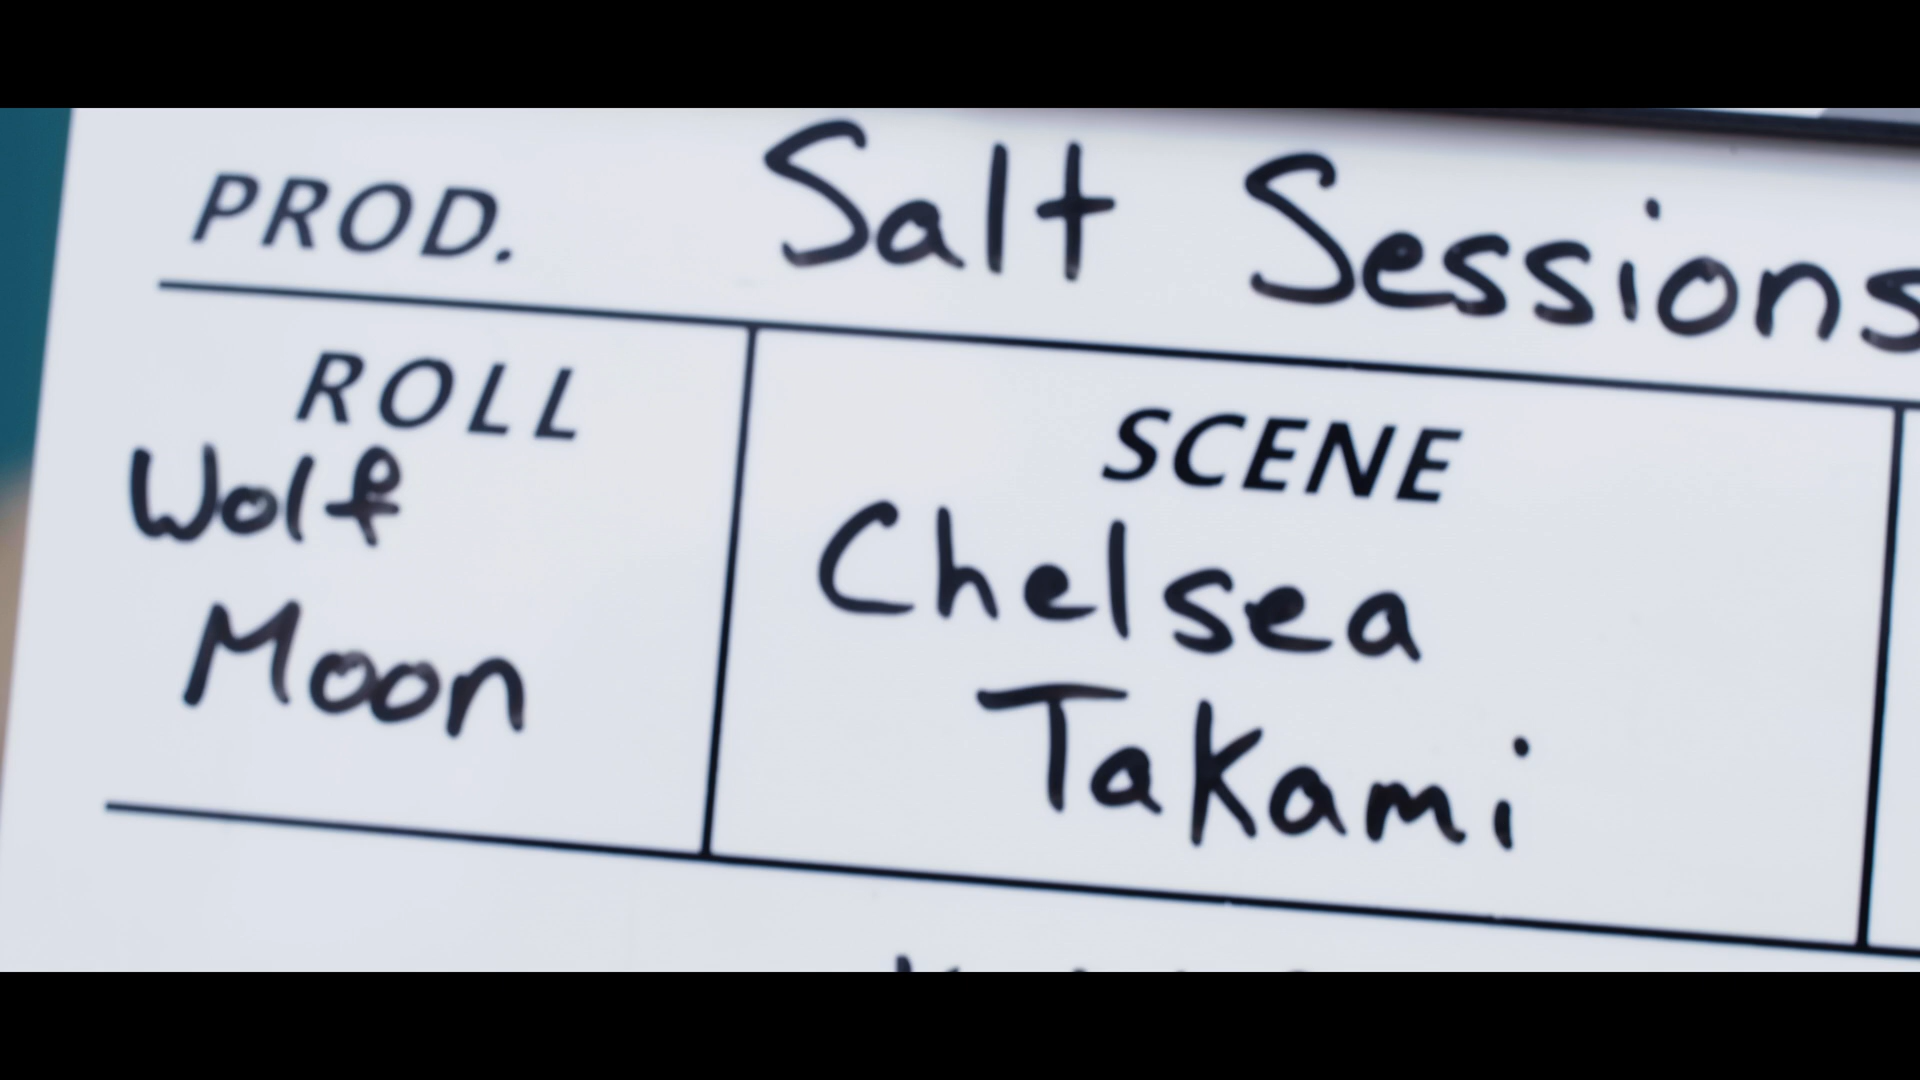 PROD. Salt Sessions
ROLL
Wolf
Moon
SCENE
Chelsea
Takami